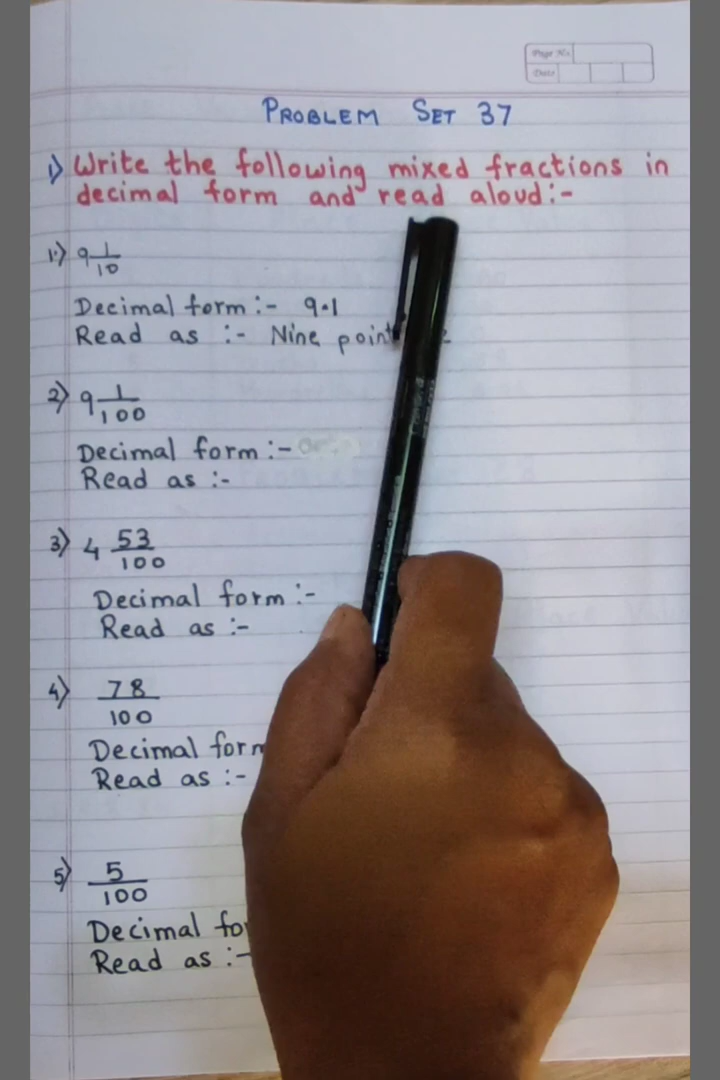 Page No.
Date
PROBLEM SET 37
1) Write the following mixed fractions in
decimal form and read aloud:-
1.) 9 1/10
Decimal form :- 9.1
Read as :- Nine point
2) 9 1/100
Decimal form :-
Read as :-
3) 4 53/100
Decimal form :-
Read as :-
4) 78/100
Decimal form
Read as :-
5) 5/100
Decimal fo
Read as :-